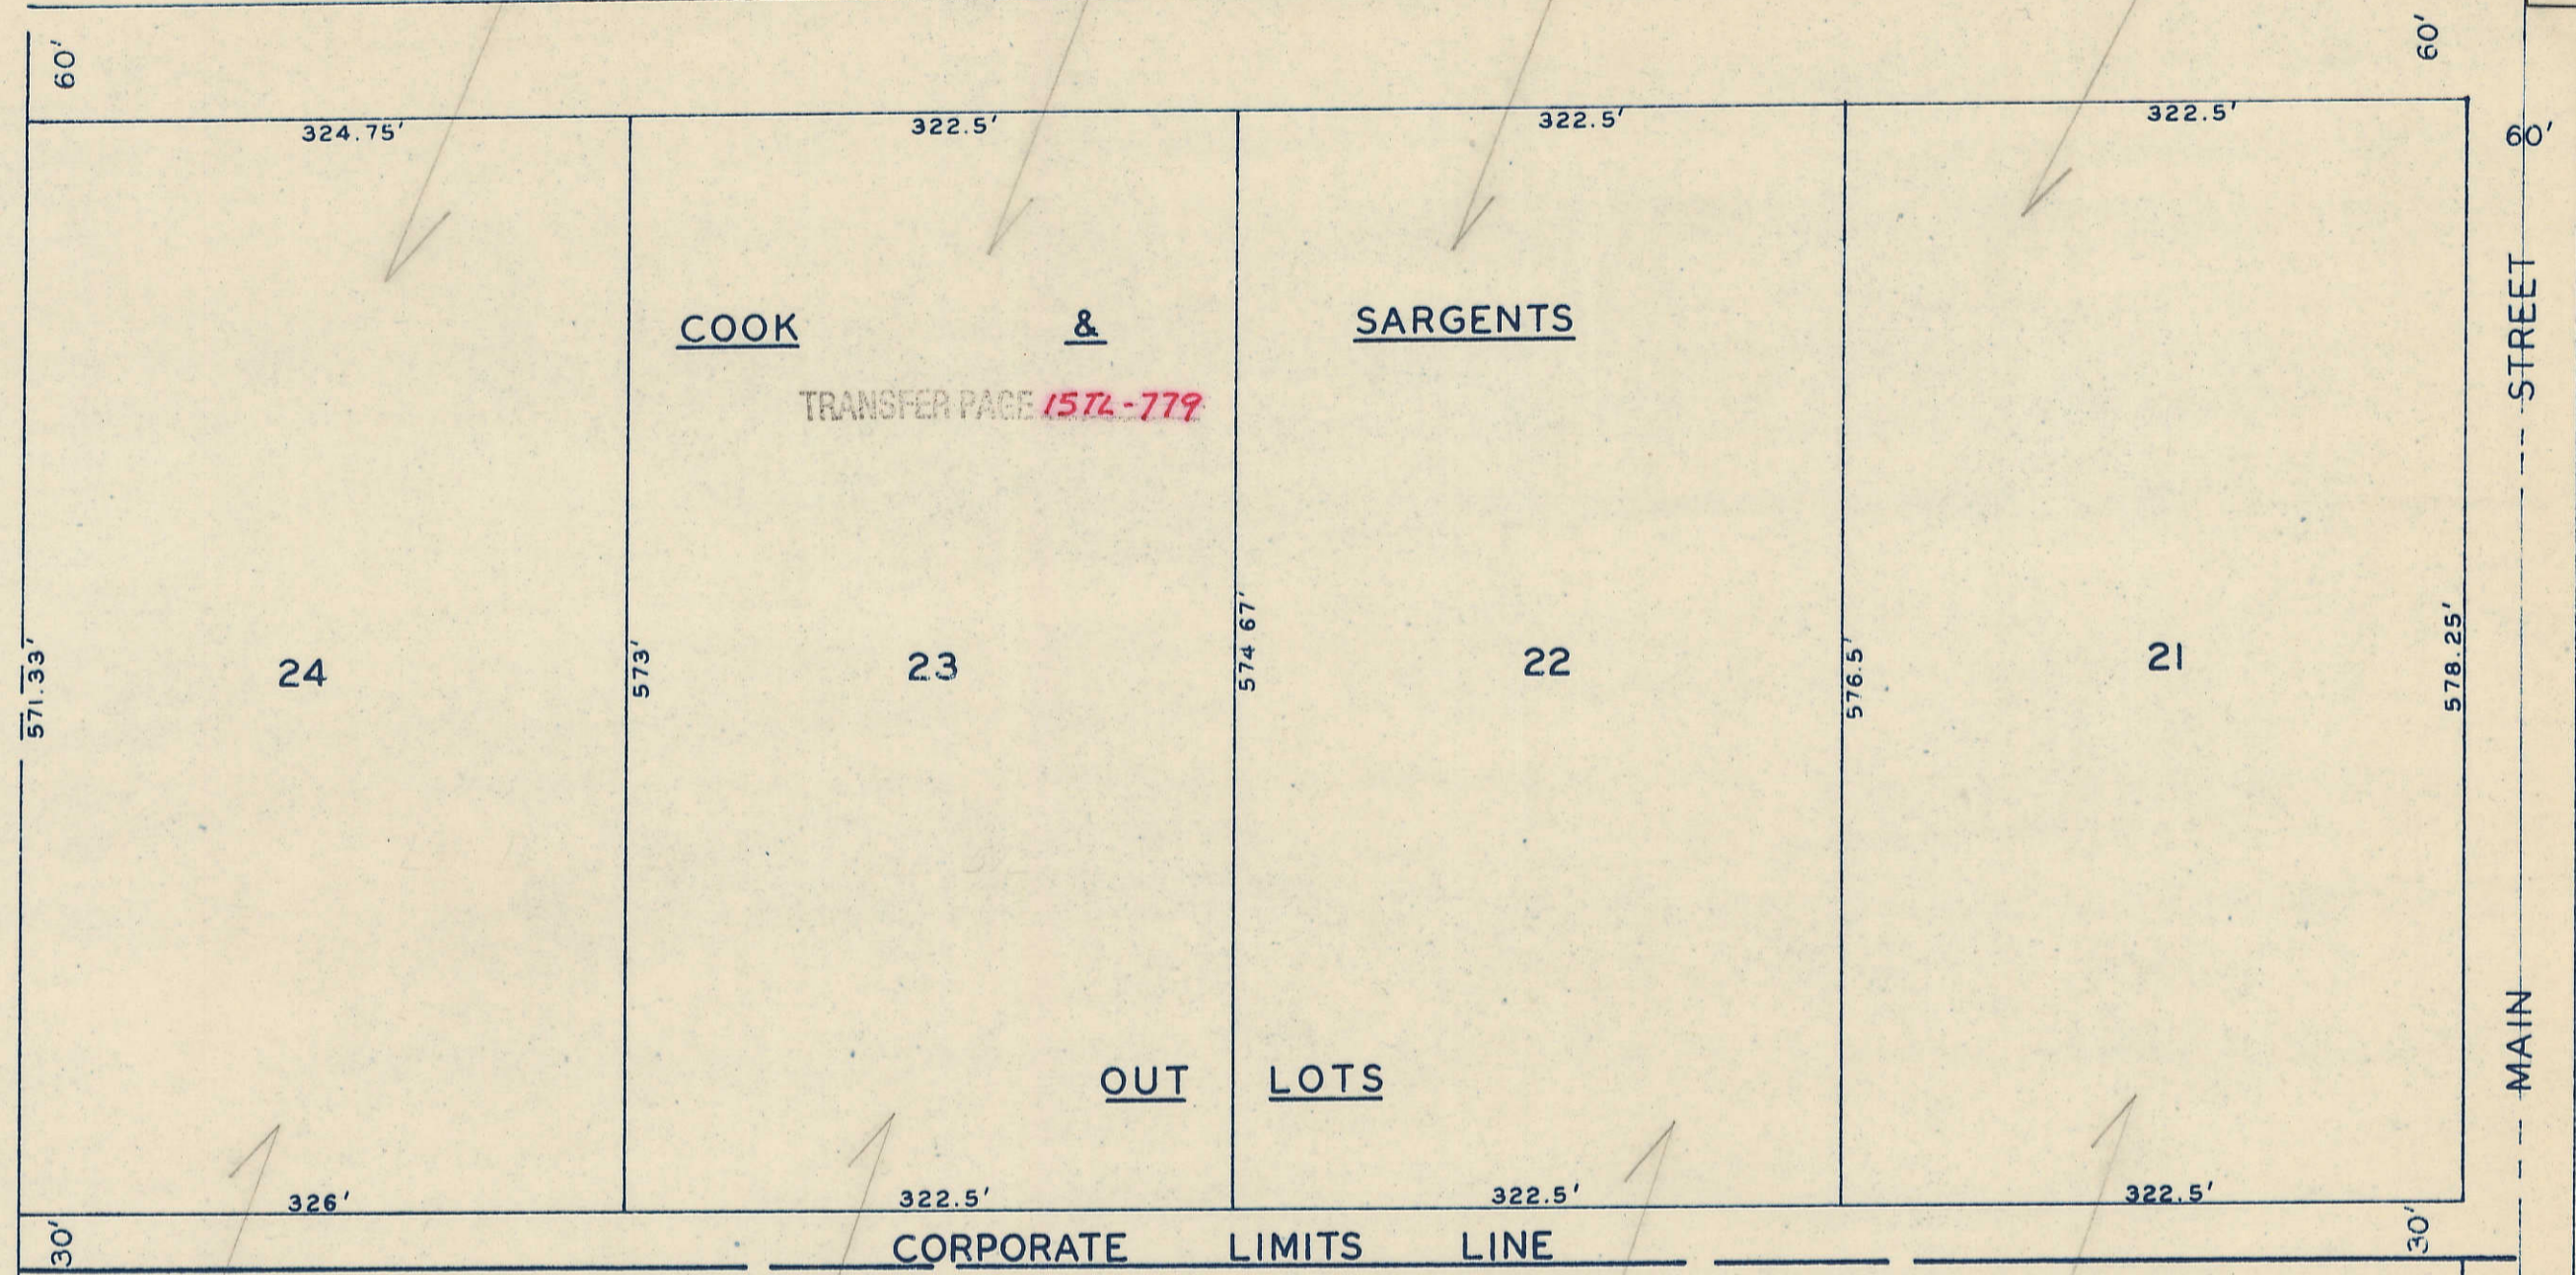 60' 60'
324.75' 322.5' 322.5' 322.5' 60'
COOK & SARGENTS
TRANSFER PAGE 15TL-779
STREET
571.33' 573' 574 67' 576.5' 578.25'
24 23 22 21
MAIN
OUT LOTS
326' 322.5' 322.5' 322.5'
30' 30'
CORPORATE LIMITS LINE